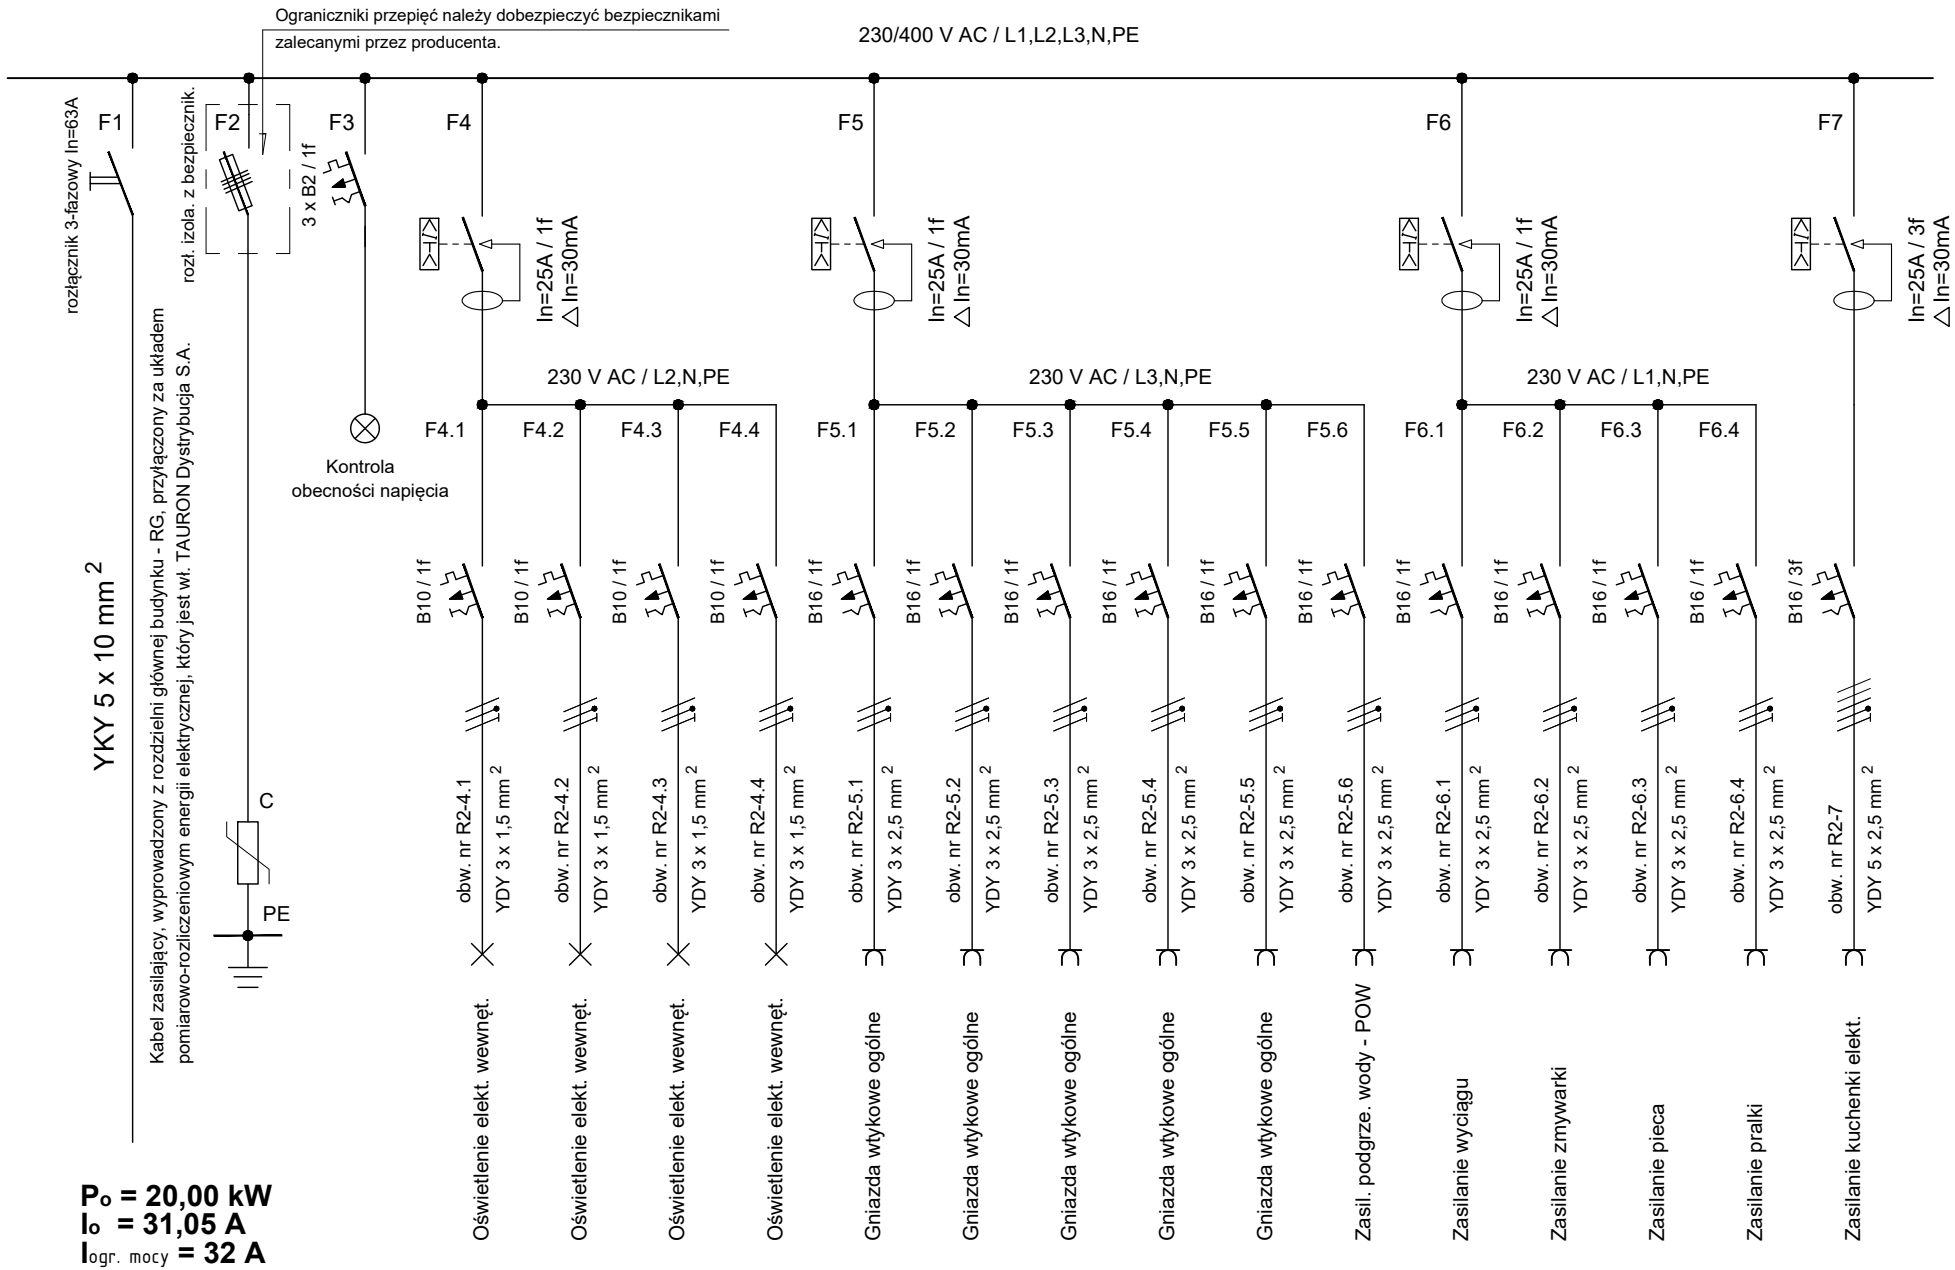 Ograniczniki przepięć należy dobezpieczyć bezpiecznikami
zalecanymi przez producenta.
230/400 V AC / L1,L2,L3,N,PE
F1
F2
F3
F4
F5
F6
F7
rozłącznik 3-fazowy In=63A
rozł. izola. z bezpiecznik.
3 x B2 / 1f
In=25A / 1f
△ In=30mA
In=25A / 1f
△ In=30mA
In=25A / 1f
△ In=30mA
In=25A / 3f
△ In=30mA
YKY 5 x 10 mm²
Kabel zasilający, wyprowadzony z rozdzielni głównej budynku - RG, przyłączony za układem
pomiarowo-rozliczeniowym energii elektrycznej, który jest wł. TAURON Dystrybucja S.A.
Kontrola
obecności napięcia
C
PE
230 V AC / L2,N,PE
230 V AC / L3,N,PE
230 V AC / L1,N,PE
F4.1
F4.2
F4.3
F4.4
F5.1
F5.2
F5.3
F5.4
F5.5
F5.6
F6.1
F6.2
F6.3
F6.4
B10 / 1f
B10 / 1f
B10 / 1f
B10 / 1f
B16 / 1f
B16 / 1f
B16 / 1f
B16 / 1f
B16 / 1f
B16 / 1f
B16 / 1f
B16 / 1f
B16 / 1f
B16 / 1f
B16 / 3f
obw. nr R2-4.1
YDY 3 x 1,5 mm²
obw. nr R2-4.2
YDY 3 x 1,5 mm²
obw. nr R2-4.3
YDY 3 x 1,5 mm²
obw. nr R2-4.4
YDY 3 x 1,5 mm²
obw. nr R2-5.1
YDY 3 x 2,5 mm²
obw. nr R2-5.2
YDY 3 x 2,5 mm²
obw. nr R2-5.3
YDY 3 x 2,5 mm²
obw. nr R2-5.4
YDY 3 x 2,5 mm²
obw. nr R2-5.5
YDY 3 x 2,5 mm²
obw. nr R2-5.6
YDY 3 x 2,5 mm²
obw. nr R2-6.1
YDY 3 x 2,5 mm²
obw. nr R2-6.2
YDY 3 x 2,5 mm²
obw. nr R2-6.3
YDY 3 x 2,5 mm²
obw. nr R2-6.4
YDY 3 x 2,5 mm²
obw. nr R2-7
YDY 5 x 2,5 mm²
Oświetlenie elekt. wewnęt.
Oświetlenie elekt. wewnęt.
Oświetlenie elekt. wewnęt.
Oświetlenie elekt. wewnęt.
Gniazda wtykowe ogólne
Gniazda wtykowe ogólne
Gniazda wtykowe ogólne
Gniazda wtykowe ogólne
Gniazda wtykowe ogólne
Zasil. podgrze. wody - POW
Zasilanie wyciągu
Zasilanie zmywarki
Zasilanie pieca
Zasilanie pralki
Zasilanie kuchenki elekt.
Po = 20,00 kW
Io = 31,05 A
Iogr. mocy = 32 A